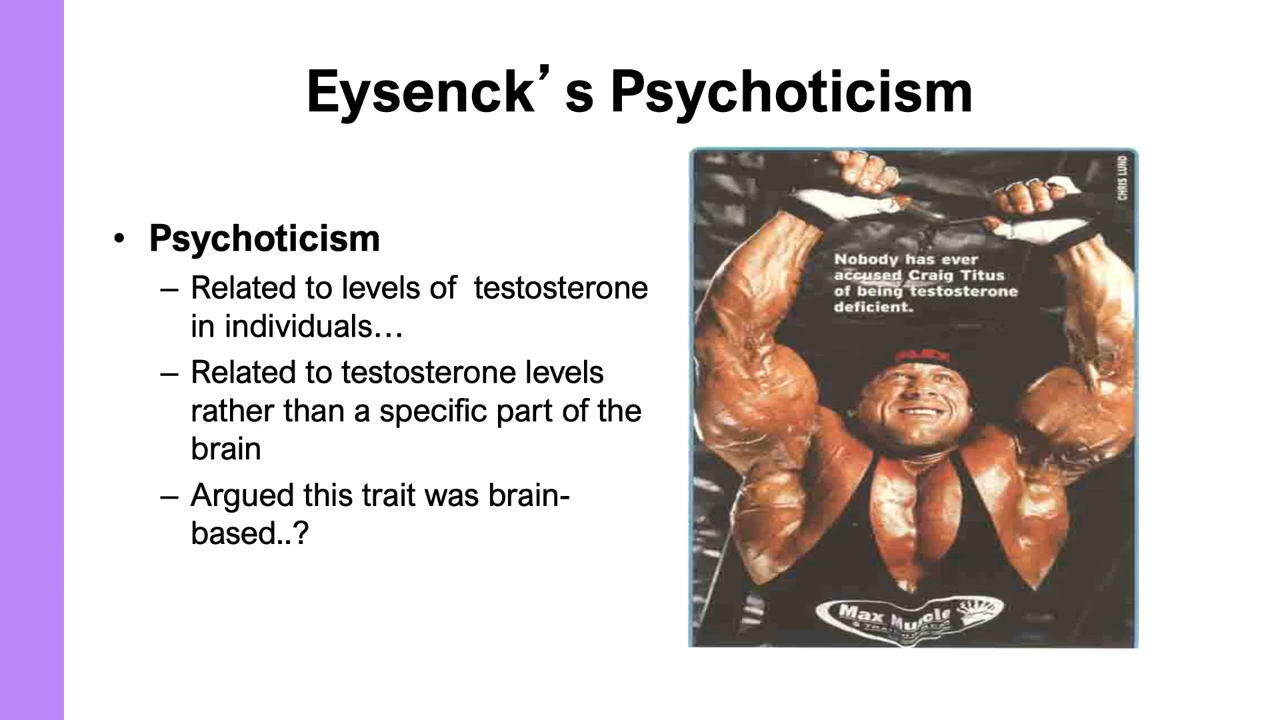 Eysenck’s Psychoticism
• Psychoticism
– Related to levels of testosterone
in individuals…
– Related to testosterone levels
rather than a specific part of the
brain
– Argued this trait was brain-
based..?
CHRIS LUND
Nobody has ever
accused Craig Titus
of being testosterone
deficient.
FLEX
Max Muscle